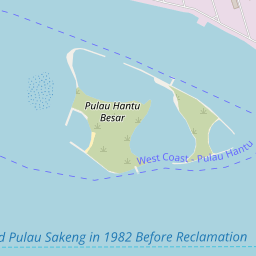 Pulau Hantu
Besar
West Coast - Pulau Hantu
d Pulau Sakeng in 1982 Before Reclamation